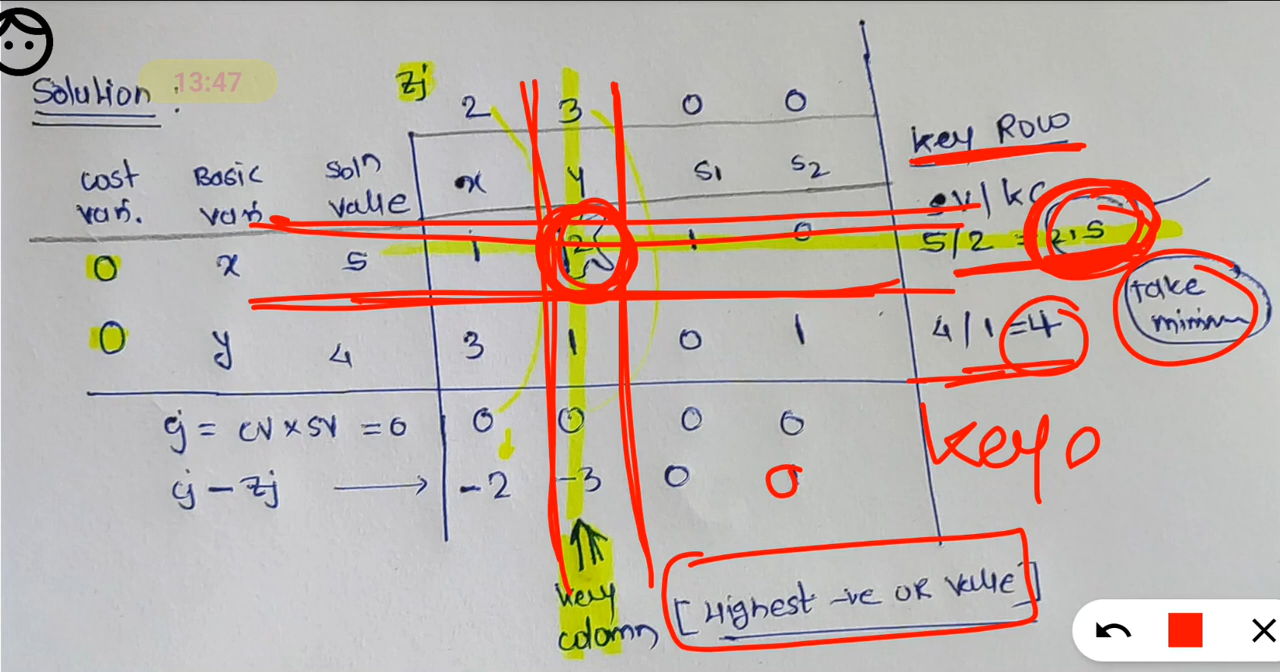 Solution :
13:47
Zj
2 3 0 0
key Row
cost var. Basic var. Soln value x y S1 S2
sv/kc
0 x 5 1 2 1 0 5/2 = 2.5
take
minimum
0 y 4 3 1 0 1 4/1 = 4
cj = cv x sv = 0 0 0 0 0
key
cj - zj → -2 -3 0 0
key
colomn
[Highest -ve OR value]